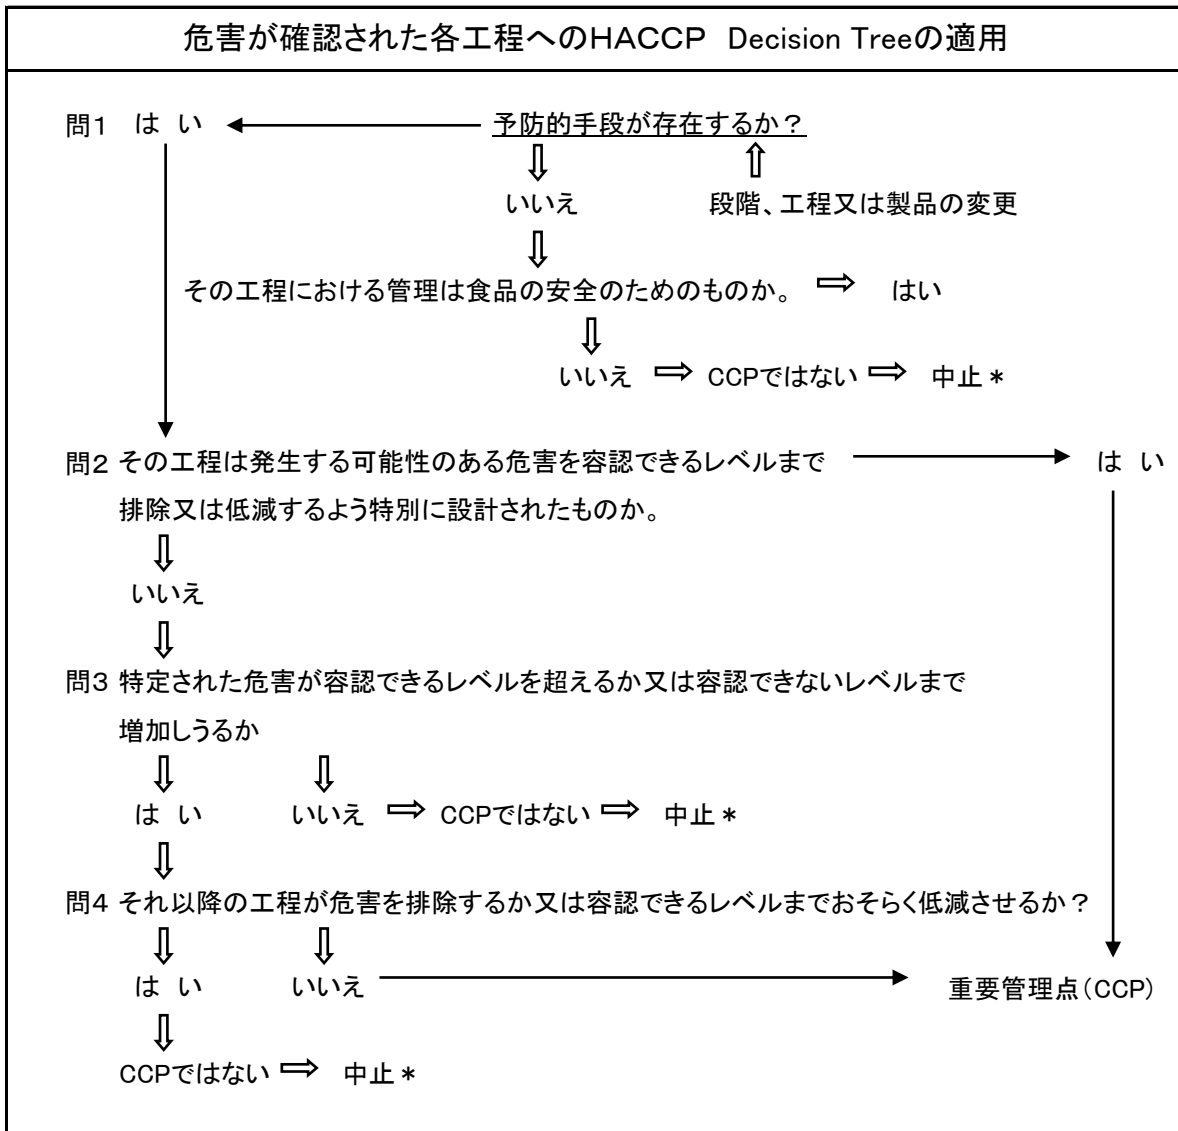 危害が確認された各工程へのHACCP Decision Treeの適用
問1 は い 予防的手段が存在するか?
いいえ 段階、工程又は製品の変更
その工程における管理は食品の安全のためのものか。 はい
いいえ CCPではない 中止*
問2 その工程は発生する可能性のある危害を容認できるレベルまで は い
排除又は低減するよう特別に設計されたものか。
いいえ
問3 特定された危害が容認できるレベルを超えるか又は容認できないレベルまで
増加しうるか
は い いいえ CCPではない 中止*
問4 それ以降の工程が危害を排除するか又は容認できるレベルまでおそらく低減させるか?
は い いいえ 重要管理点(CCP)
CCPではない 中止*